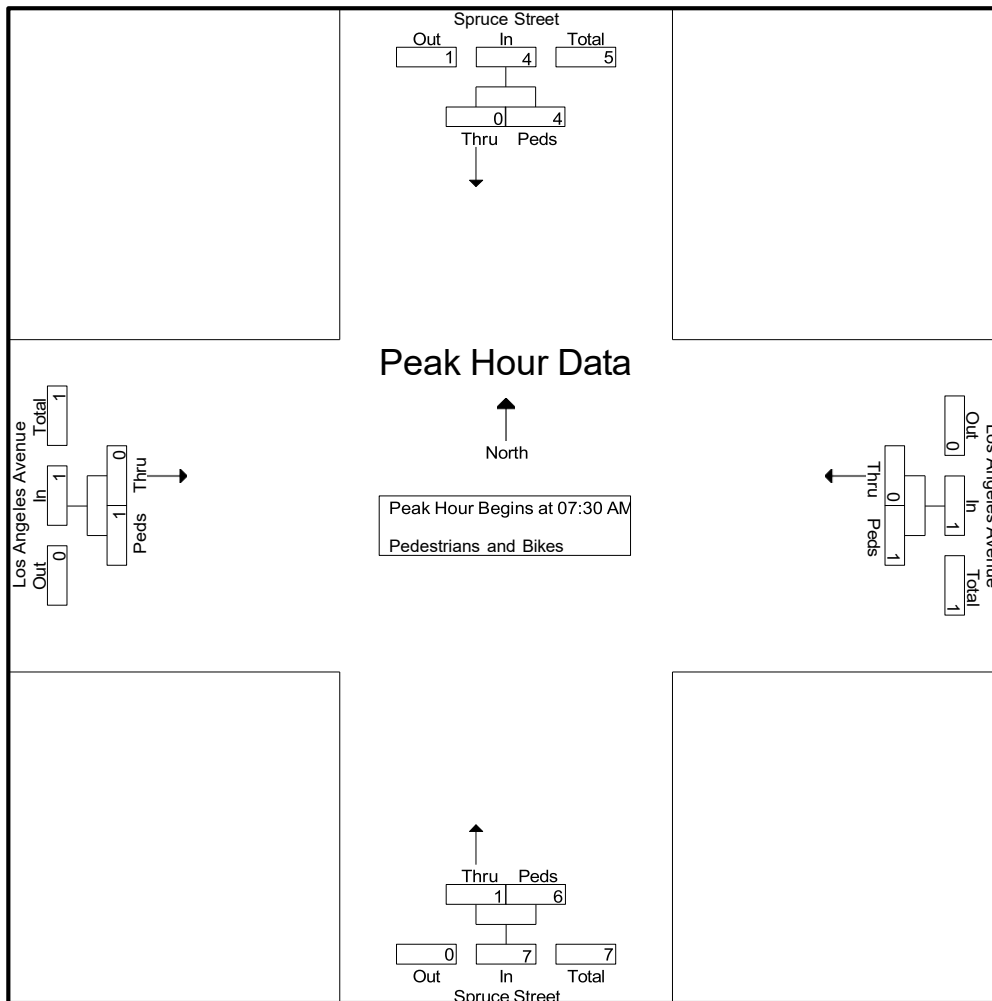 Spruce Street
Out In Total
1 4 5
0 4
Thru Peds
Peak Hour Data
North
Peak Hour Begins at 07:30 AM
Pedestrians and Bikes
Los Angeles Avenue
Out In Total
0 1 1
1 0
Peds Thru
Los Angeles Avenue
Out In Total
0 1 1
0 1
Thru Peds
Thru Peds
1 6
0 7 7
Out In Total
Spruce Street